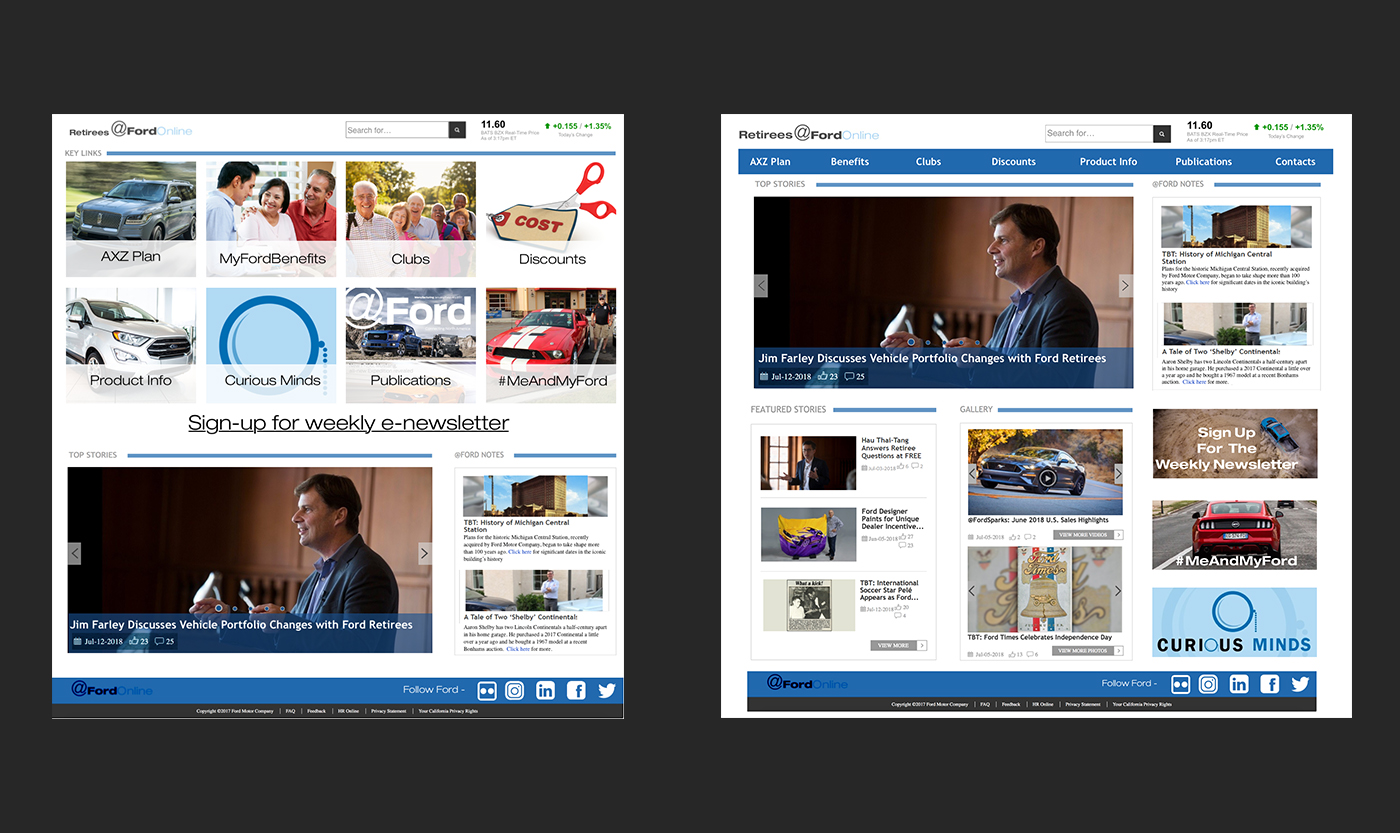 Retirees @FordOnline
Search for...
11.60
BATS BZX Real-Time Price
As of 3:17pm ET
+0.155 / +1.35%
Today's Change
KEY LINKS
AXZ Plan
MyFordBenefits
Clubs
COST
Discounts
Product Info
Curious Minds
@Ford
Publications
#MeAndMyFord
Sign-up for weekly e-newsletter
TOP STORIES
Jim Farley Discusses Vehicle Portfolio Changes with Ford Retirees
Jul-12-2018 23 25
@FORD NOTES
TBT: History of Michigan Central
Station
Plans for the historic Michigan Central Station, recently
acquired by Ford Motor Company, began to take shape more
than 100 years ago. Click here for significant dates in the iconic
building's history
A Tale of Two 'Shelby' Continental:
Aaron Shelby has two Lincoln Continentals a half-century apart
in his home garage. He purchased a 2017 Continental a little
over a year ago and he bought a 1967 model at a recent
Bonhams auction. Click here for more.
@FordOnline
Follow Ford -
Copyright ©2017 Ford Motor Company | FAQ | Feedback | HR Online | Privacy Statement | Your California Privacy Rights
Retirees @FordOnline
Search for...
11.60
BATS BZX Real-Time Price
As of 3:17pm ET
+0.155 / +1.35%
Today's Change
AXZ Plan Benefits Clubs Discounts Product Info Publications Contacts
TOP STORIES
Jim Farley Discusses Vehicle Portfolio Changes with Ford Retirees
Jul-12-2018 23 25
@FORD NOTES
TBT: History of Michigan Central
Station
Plans for the historic Michigan Central Station, recently acquired
by Ford Motor Company, began to take shape more than 100
years ago. Click here for significant dates in the iconic building's
history
A Tale of Two 'Shelby' Continental:
Aaron Shelby has two Lincoln Continentals a half-century apart
in his home garage. He purchased a 2017 Continental a little over
a year ago and he bought a 1967 model at a recent Bonhams
auction. Click here for more.
FEATURED STORIES
Hau Thai-Tang
Answers Retiree
Questions at FREE
Jul-03-2018 6 2
Ford Designer
Paints for Unique
Dealer Incentive...
Jun-05-2018 27
23
What a kick!
TBT: International
Soccer Star Pelé
Appears as Ford...
Jul-12-2018 20
4
VIEW MORE
GALLERY
@FordSparks: June 2018 U.S. Sales Highlights
Jul-05-2018 2 2
VIEW MORE VIDEOS
Ford
Times
TBT: Ford Times Celebrates Independence Day
Jul-05-2018 13 6
VIEW MORE PHOTOS
Sign Up
For The
Weekly Newsletter
#MeAndMyFord
CURIOUS MINDS
@FordOnline
Follow Ford -
Copyright ©2017 Ford Motor Company | FAQ | Feedback | HR Online | Privacy Statement | Your California Privacy Rights